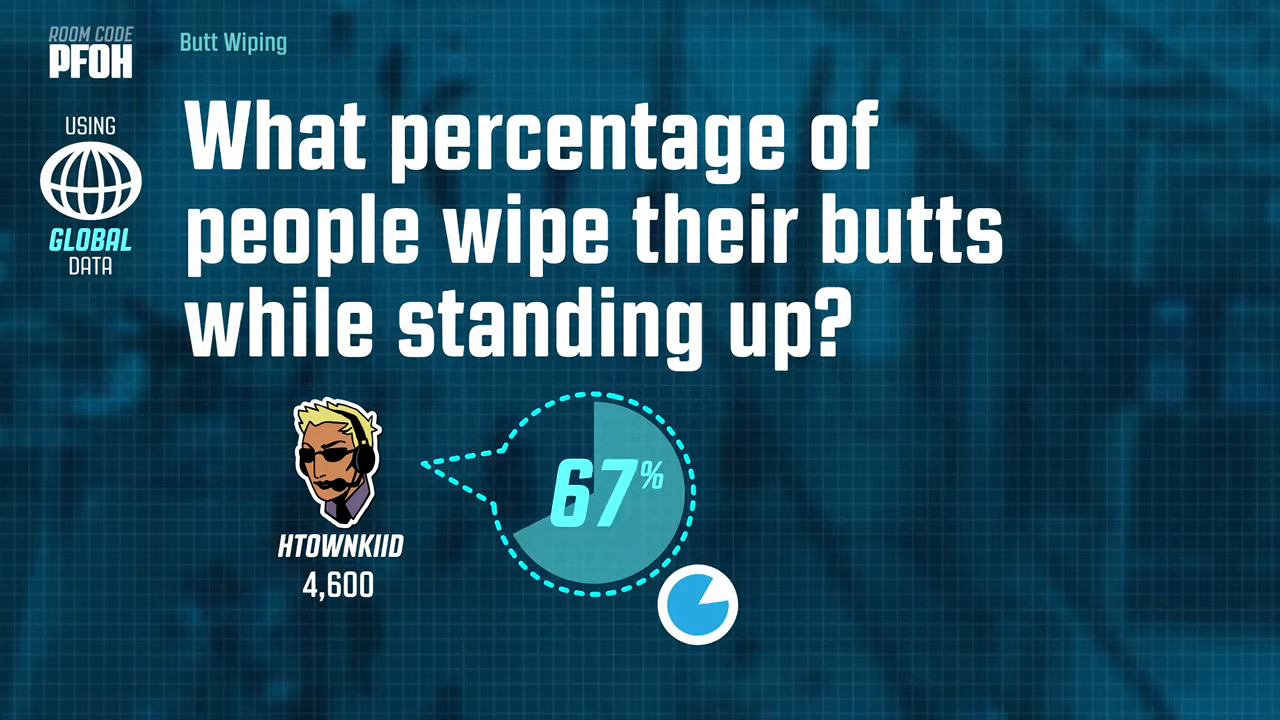 ROOM CODE
PFOH
Butt Wiping
USING
GLOBAL
DATA
What percentage of
people wipe their butts
while standing up?
67%
HTOWNKIID
4,600